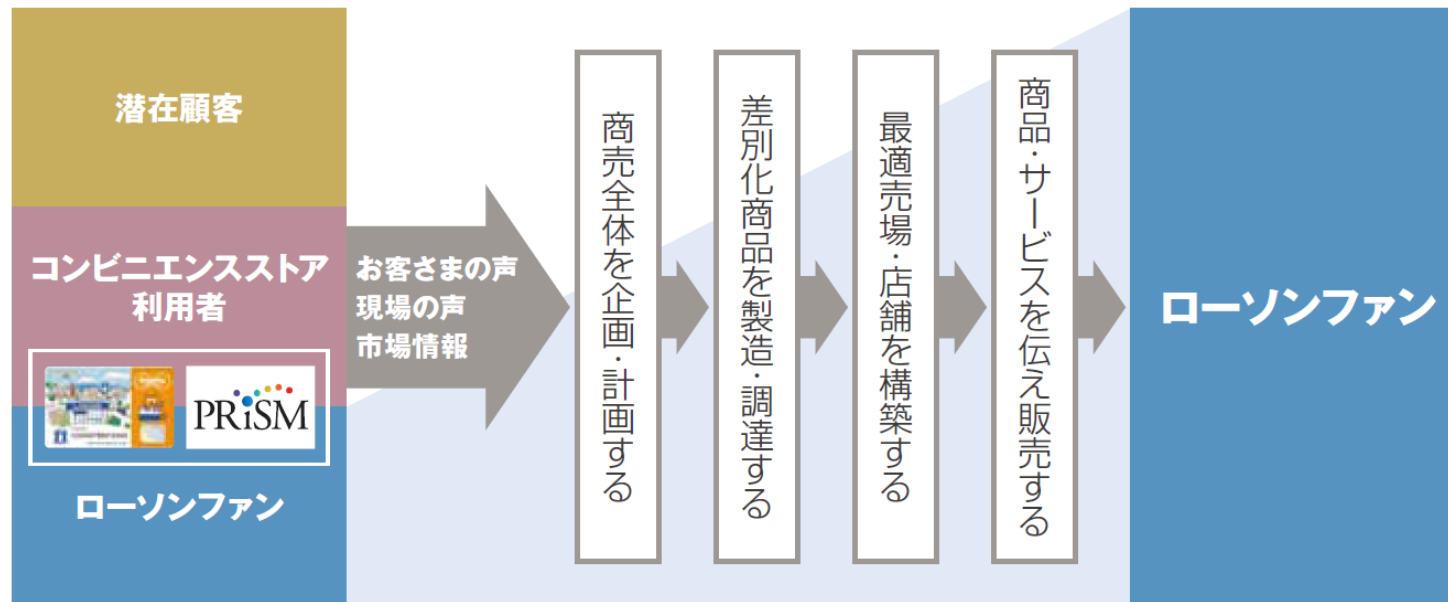 潜在顧客
コンビニエンスストア
利用者
PRiSM
ローソンファン
お客さまの声
現場の声
市場情報
商売全体を企画・計画する
差別化商品を製造・調達する
最適売場・店舗を構築する
商品・サービスを伝え販売する
ローソンファン